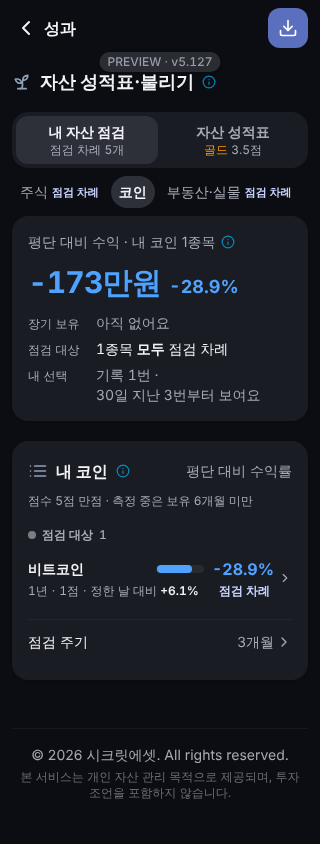 성과
PREVIEW · v5.127
자산 성적표·불리기
내 자산 점검
점검 차례 5개
자산 성적표
골드 3.5점
주식 점검 차례
코인
부동산·실물 점검 차례
평단 대비 수익 · 내 코인 1종목
-173만원 -28.9%
장기 보유 아직 없어요
점검 대상 1종목 모두 점검 차례
내 선택 기록 1번 ·
30일 지난 3번부터 보여요
내 코인 평단 대비 수익률
점수 5점 만점 · 측정 중은 보유 6개월 미만
점검 대상 1
비트코인 -28.9%
1년 · 1점 · 정한 날 대비 +6.1% 점검 차례
점검 주기 3개월
© 2026 시크릿에셋. All rights reserved.
본 서비스는 개인 자산 관리 목적으로 제공되며, 투자
조언을 포함하지 않습니다.